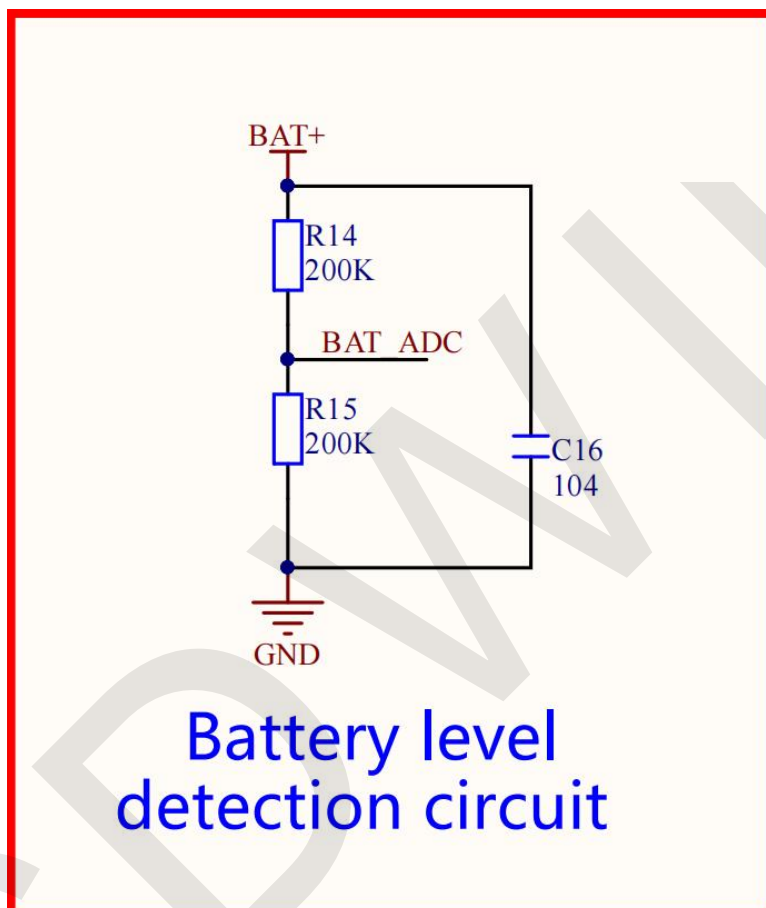 BAT+
R14
200K
BAT_ADC
R15
200K
C16
104
GND
Battery level
detection circuit